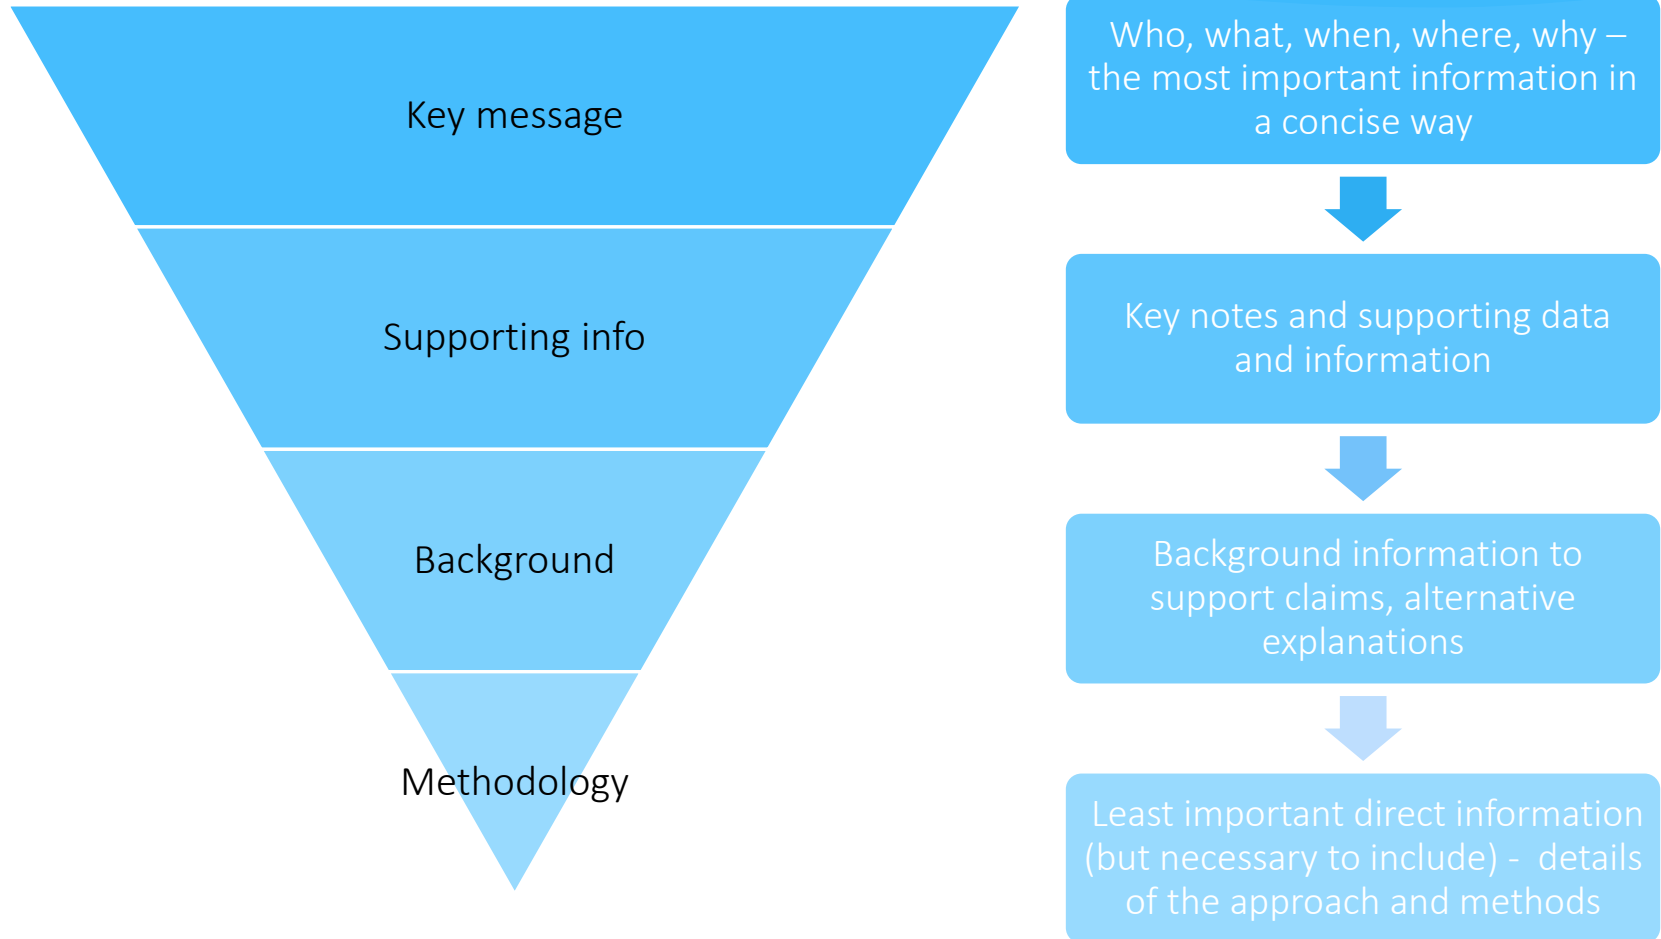 Key message
Supporting info
Background
Methodology
Who, what, when, where, why –
the most important information in
a concise way
Key notes and supporting data
and information
Background information to
support claims, alternative
explanations
Least important direct information
(but necessary to include) -  details
of the approach and methods